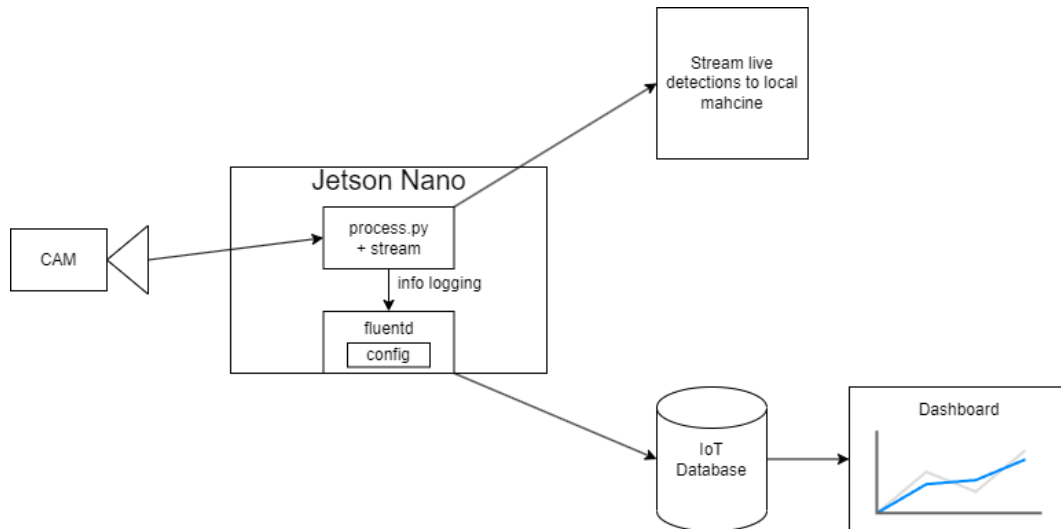 Stream live
detections to local
mahcine
Jetson Nano
process.py
+ stream
CAM
info logging
fluentd
config
Dashboard
IoT
Database